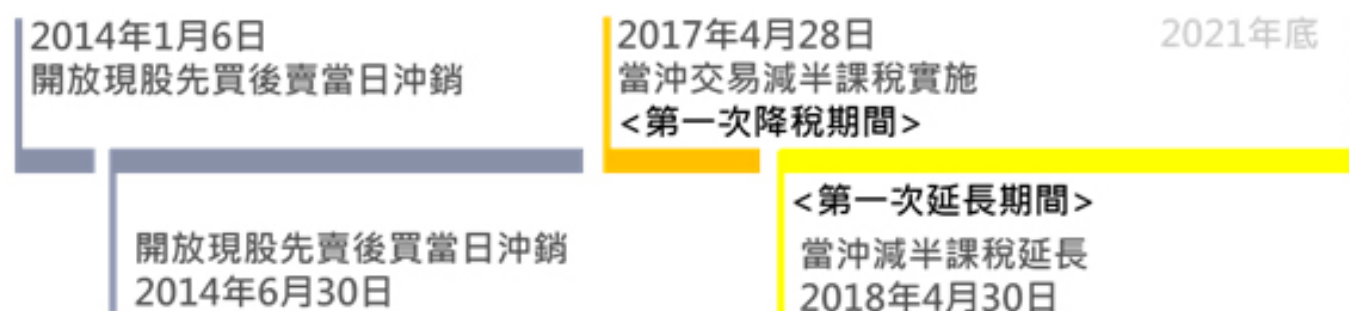 2014年1月6日
開放現股先買後賣當日沖銷
開放現股先賣後買當日沖銷
2014年6月30日
2017年4月28日
當沖交易減半課稅實施
<第一次降稅期間>
2021年底
<第一次延長期間>
當沖減半課稅延長
2018年4月30日